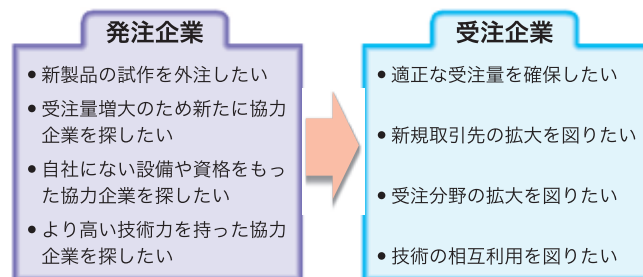 発注企業
• 新製品の試作を外注したい
• 受注量増大のため新たに協力
企業を探したい
• 自社にない設備や資格をもっ
た協力企業を探したい
• より高い技術力を持った協力
企業を探したい
受注企業
• 適正な受注量を確保したい
• 新規取引先の拡大を図りたい
• 受注分野の拡大を図りたい
• 技術の相互利用を図りたい